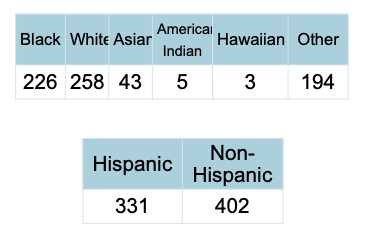 Black White Asian American Hawaiian Other
Indian
226 258 43 5 3 194
Hispanic Non-
Hispanic
331 402